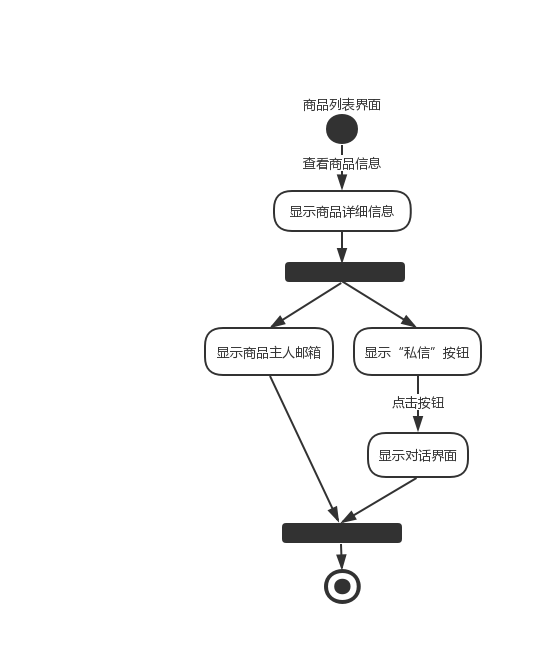 商品列表界面
查看商品信息
显示商品详细信息
显示商品主人邮箱
显示“私信”按钮
点击按钮
显示对话界面